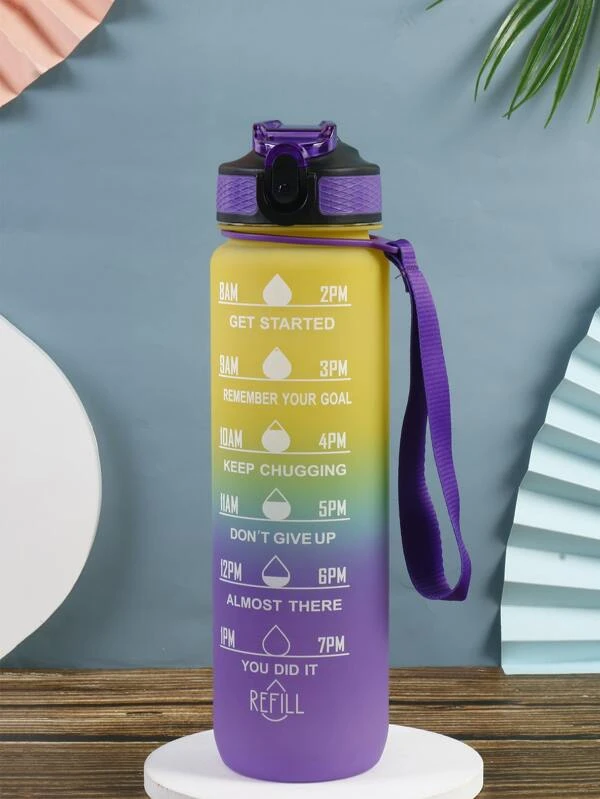 8AM 2PM
GET STARTED
9AM 3PM
REMEMBER YOUR GOAL
10AM 4PM
KEEP CHUGGING
11AM 5PM
DON'T GIVE UP
12PM 6PM
ALMOST THERE
1PM 7PM
YOU DID IT
REFILL